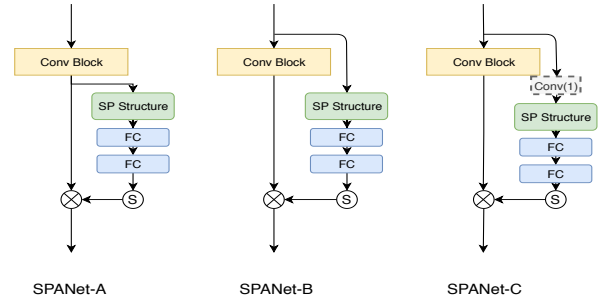 Conv Block
SP Structure
FC
FC
S
SPANet-A
Conv Block
SP Structure
FC
FC
S
SPANet-B
Conv Block
Conv(1)
SP Structure
FC
FC
S
SPANet-C